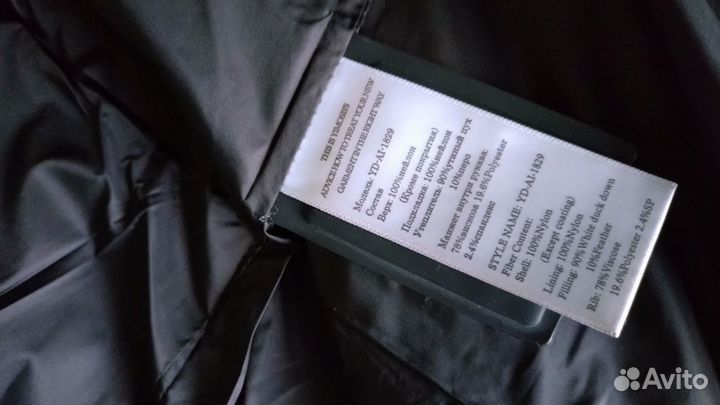 THIS IS YIMOSSIS
ADVICE HOW TO TREAT YOUR NEW
GARMENT IN THE RIGHT WAY
Модель: YD-AI-1829
Состав
Верх: 100%нейлон
(Кроме покрытия)
Подкладка: 100%нейлон
Утеплитель: 90%утиный пух
10%перо
Манжет внутри рукава:
78%вискоза 19.6%Polyester
2.4%спандекс
STYLE NAME: YD-AI-1829
Fiber Content:
Shell: 100%Nylon
(Except coating)
Lining: 100%Nylon
Filling: 90%White duck down
10%Feather
Rib: 78%Viscose
19.6%Polyester 2.4%SP
Avito